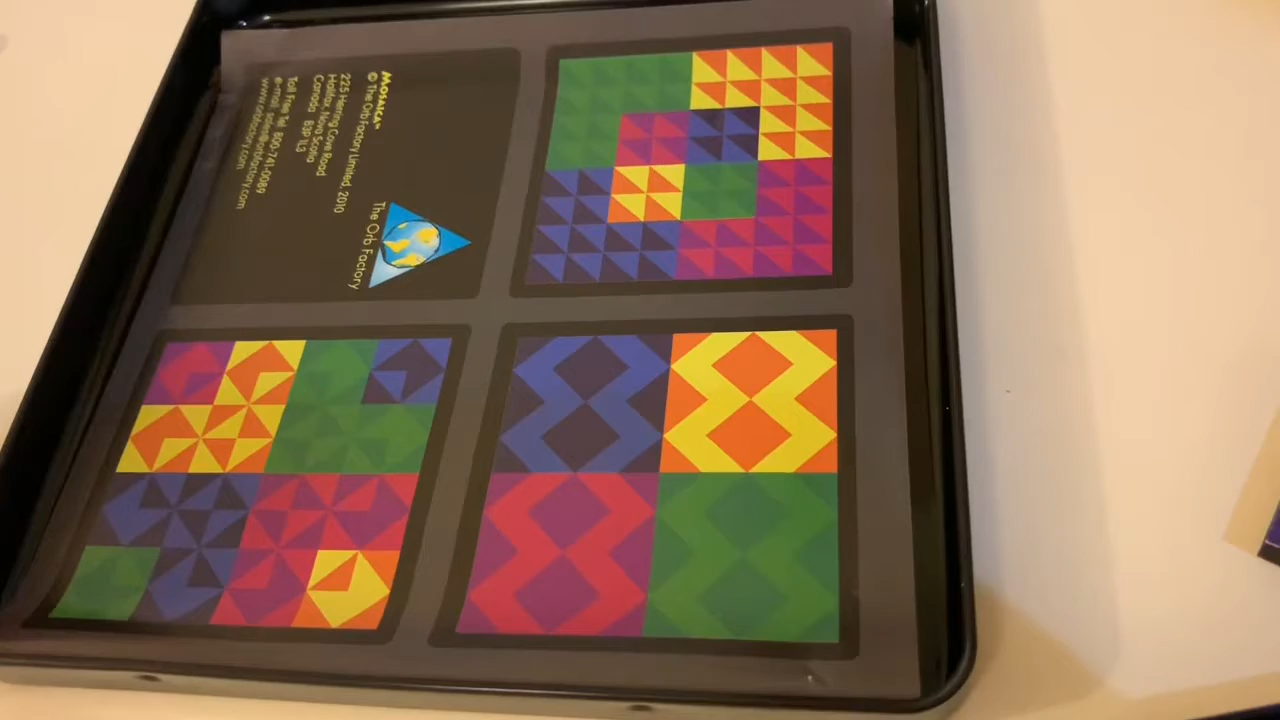 MOSAICA™
© The Orb Factory Limited, 2010
225 Herring Cove Road
Halifax, Nova Scotia
Canada B3P 1L3
Toll Free Tel. 800-741-0089
e-mail: sales@orbfactory.com
www.orbfactory.com
The Orb Factory